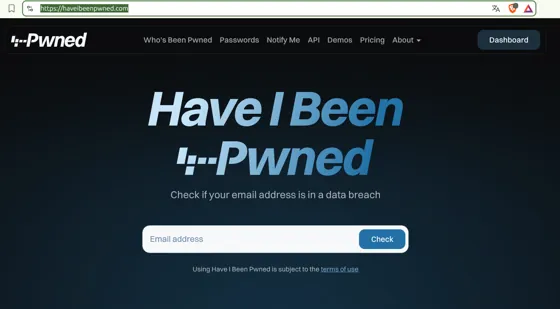 https://haveibeenpwned.com
Pwned Who's Been Pwned Passwords Notify Me API Demos Pricing About Dashboard
Have I Been
Pwned
Check if your email address is in a data breach
Email address Check
Using Have I Been Pwned is subject to the terms of use